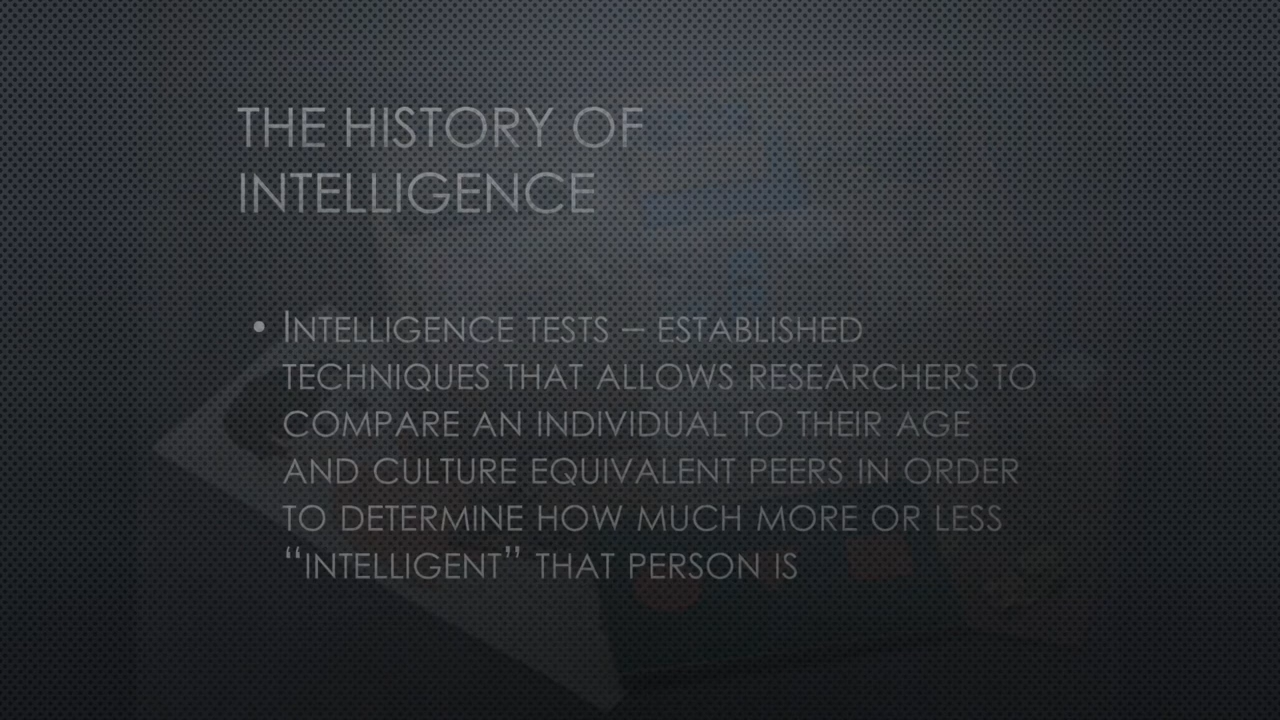 THE HISTORY OF
INTELLIGENCE
• INTELLIGENCE TESTS – ESTABLISHED
TECHNIQUES THAT ALLOWS RESEARCHERS TO
COMPARE AN INDIVIDUAL TO THEIR AGE
AND CULTURE EQUIVALENT PEERS IN ORDER
TO DETERMINE HOW MUCH MORE OR LESS
“INTELLIGENT” THAT PERSON IS